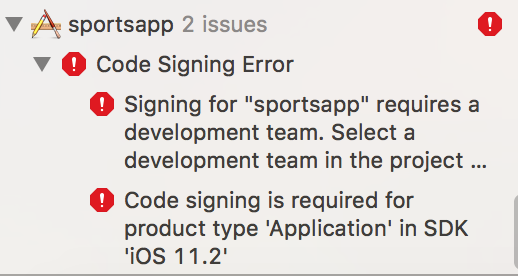 sportsapp 2 issues
Code Signing Error
Signing for "sportsapp" requires a
development team. Select a
development team in the project ...
Code signing is required for
product type 'Application' in SDK
'iOS 11.2'